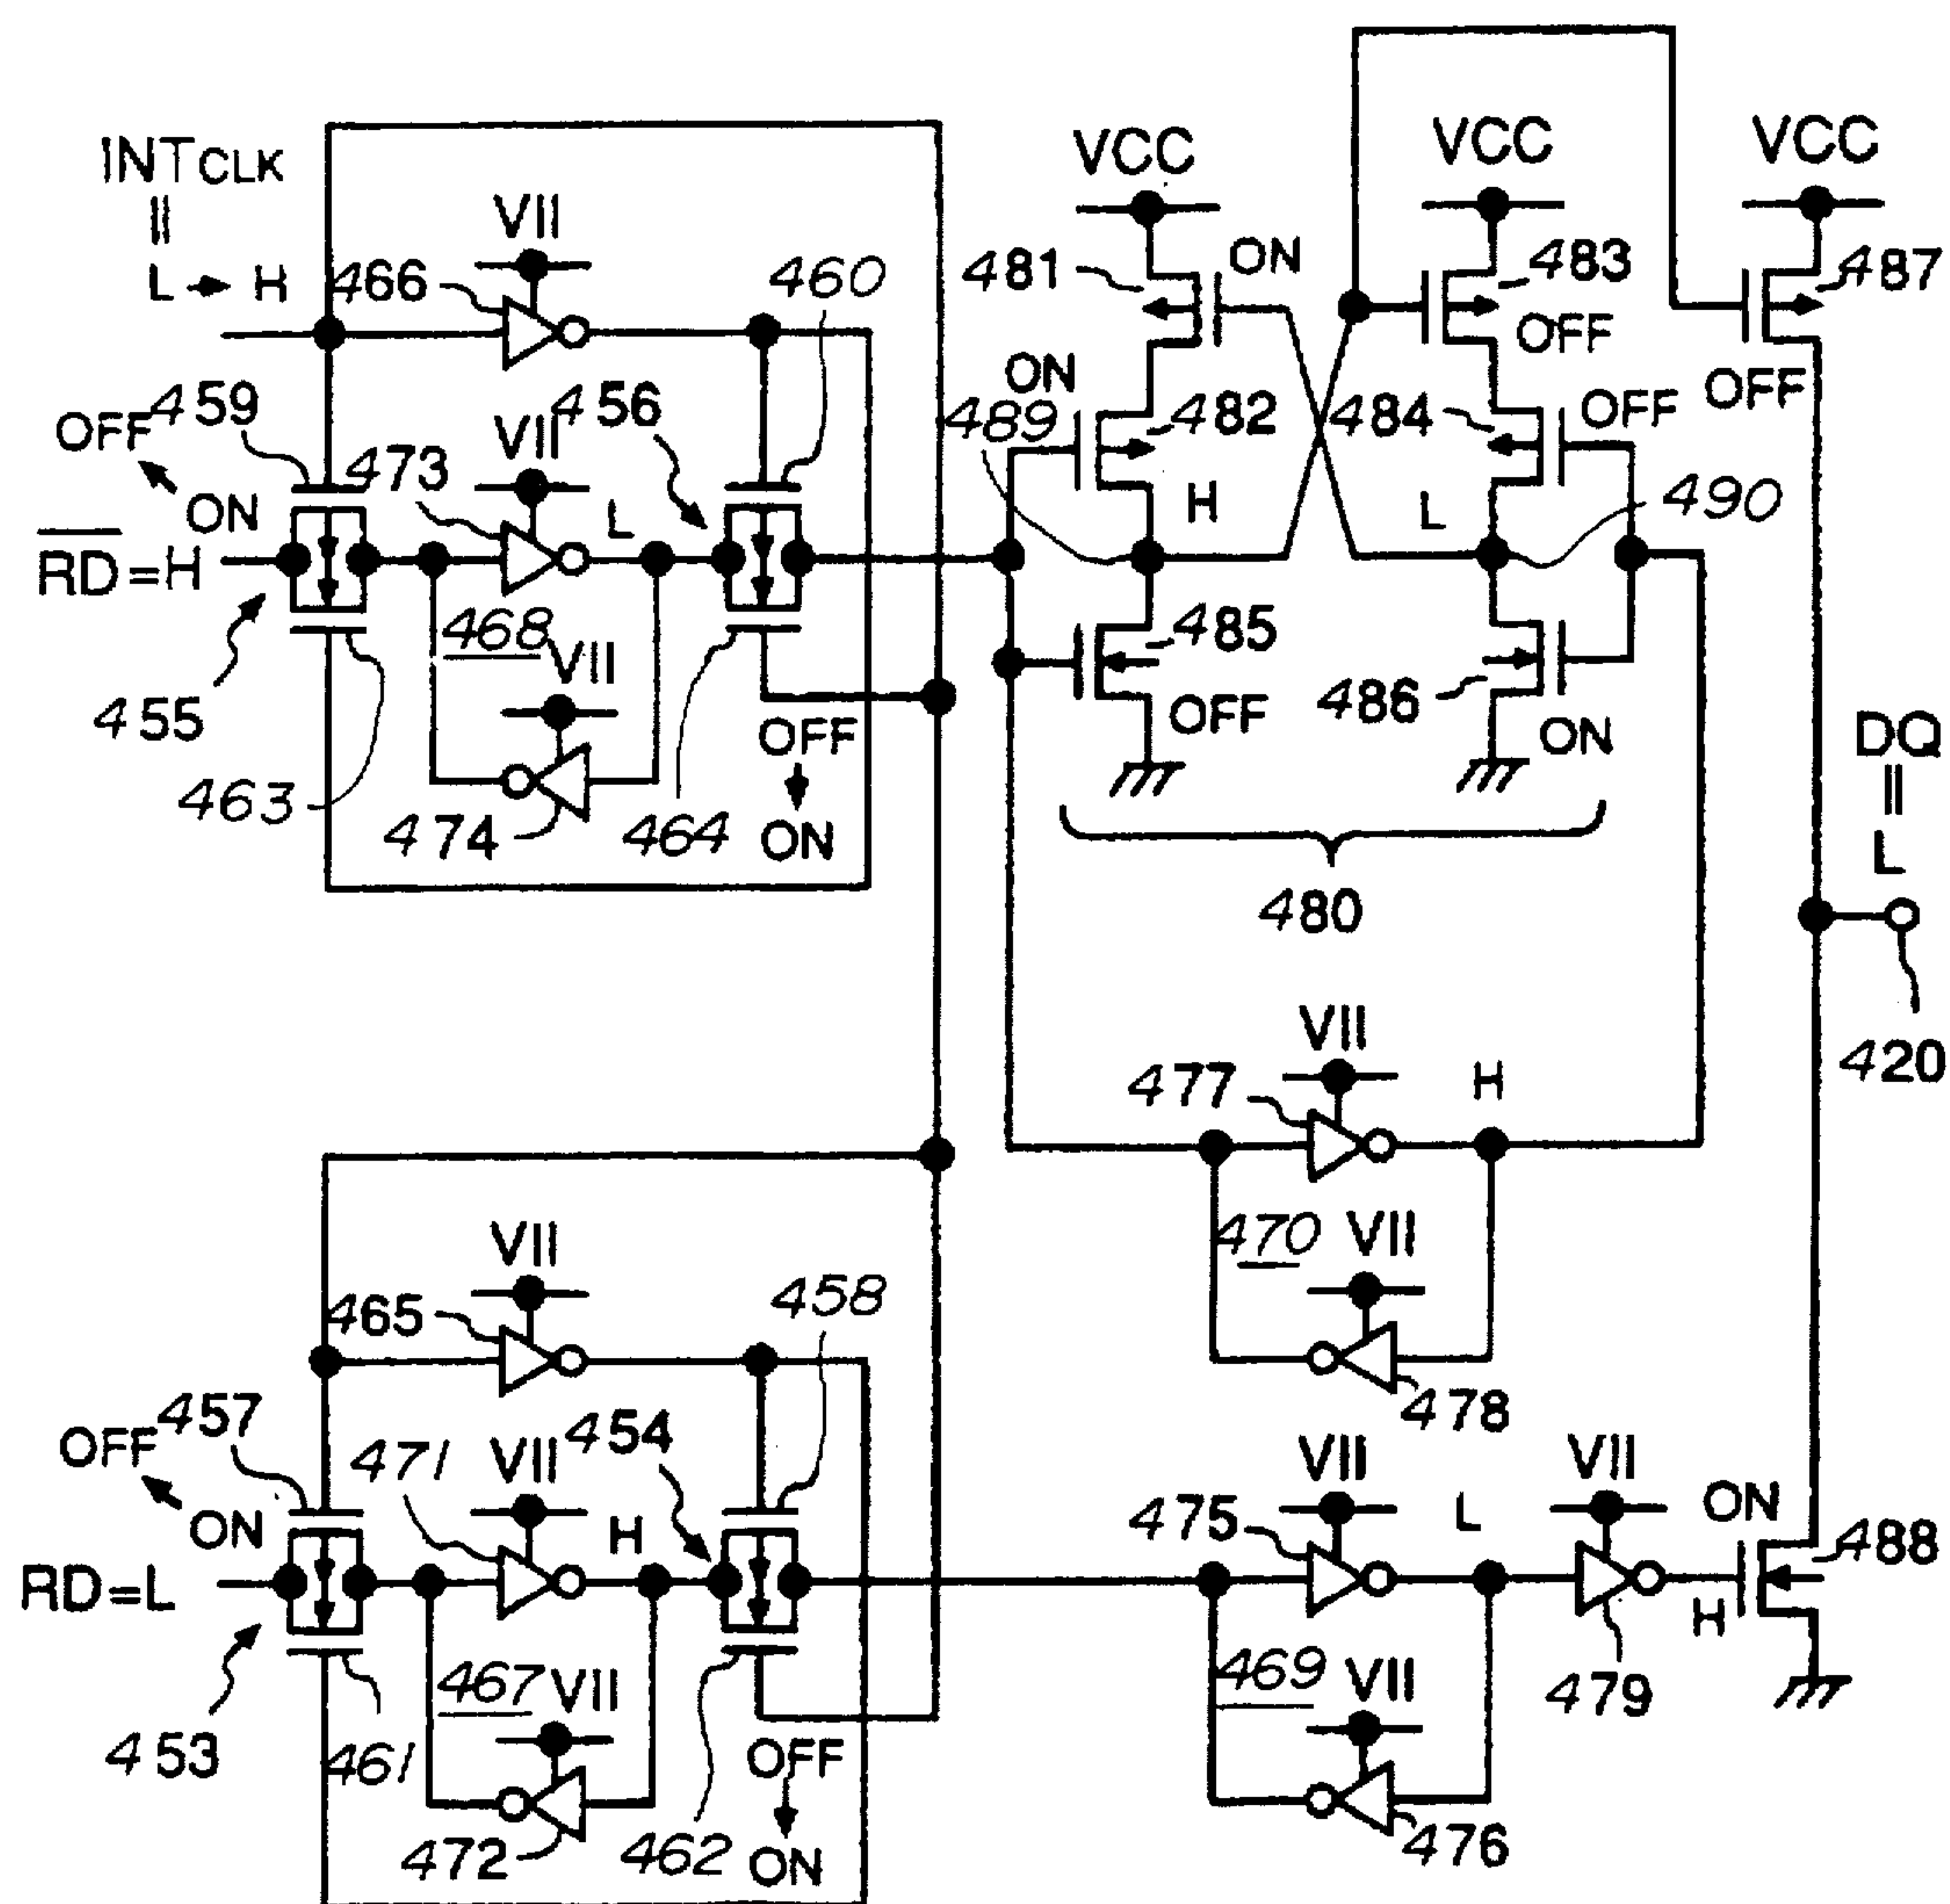 INTCLK
||
L → H
VCC
VCC
VCC
VII
466
460
481
ON
483
487
OFF
459
OFF
ON
473
VII
456
ON
489
482
484
OFF
OFF
L
H
L
490
RD=H
468
VII
485
455
463
474
464
OFF
ON
OFF
486
ON
DQ
||
L
480
VII
477
H
420
VII
465
458
470
VII
478
457
OFF
ON
471
VII
454
H
475
VII
L
VII
ON
488
RD=L
H
467
VII
469
VII
479
453
461
472
462
OFF
ON
476